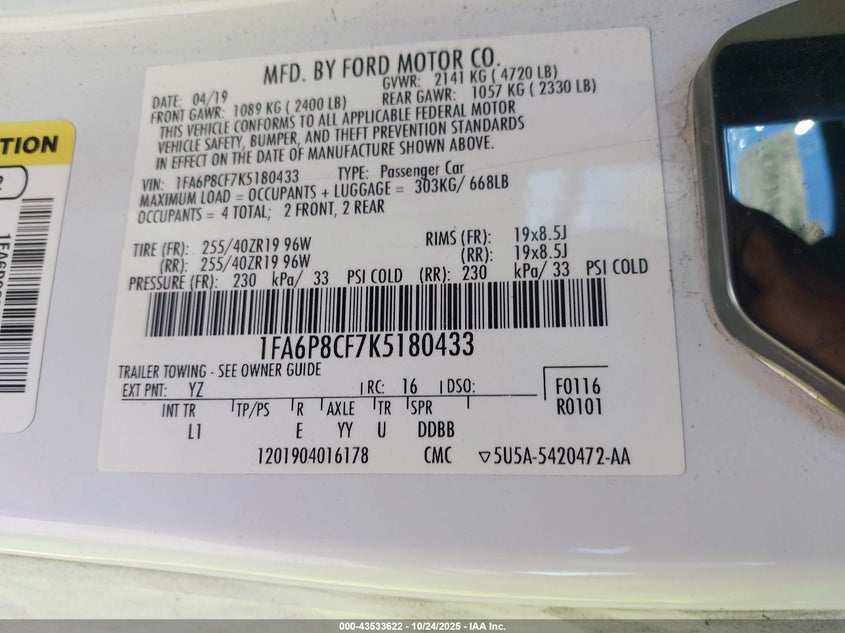 MFD. BY FORD MOTOR CO.
DATE: 04/19
GVWR: 2141 KG ( 4720 LB)
FRONT GAWR: 1089 KG ( 2400 LB)
REAR GAWR: 1057 KG ( 2330 LB)
THIS VEHICLE CONFORMS TO ALL APPLICABLE FEDERAL MOTOR
VEHICLE SAFETY, BUMPER, AND THEFT PREVENTION STANDARDS
IN EFFECT ON THE DATE OF MANUFACTURE SHOWN ABOVE.
VIN: 1FA6P8CF7K5180433 TYPE: Passenger Car
MAXIMUM LOAD = OCCUPANTS + LUGGAGE = 303KG/ 668LB
OCCUPANTS = 4 TOTAL; 2 FRONT, 2 REAR
TIRE (FR): 255/40ZR19 96W RIMS (FR): 19x8.5J
(RR): 255/40ZR19 96W (RR): 19x8.5J
PRESSURE (FR): 230 kPa/ 33 PSI COLD (RR): 230 kPa/ 33 PSI COLD
1FA6P8CF7K5180433
TRAILER TOWING - SEE OWNER GUIDE
EXT PNT: YZ RC: 16 DSO: F0116
INT TR TP/PS R AXLE TR SPR R0101
L1 E YY U DDBB
1201904016178 CMC ▽5U5A-5420472-AA
000-43533622 - 10/24/2025 - IAA Inc.